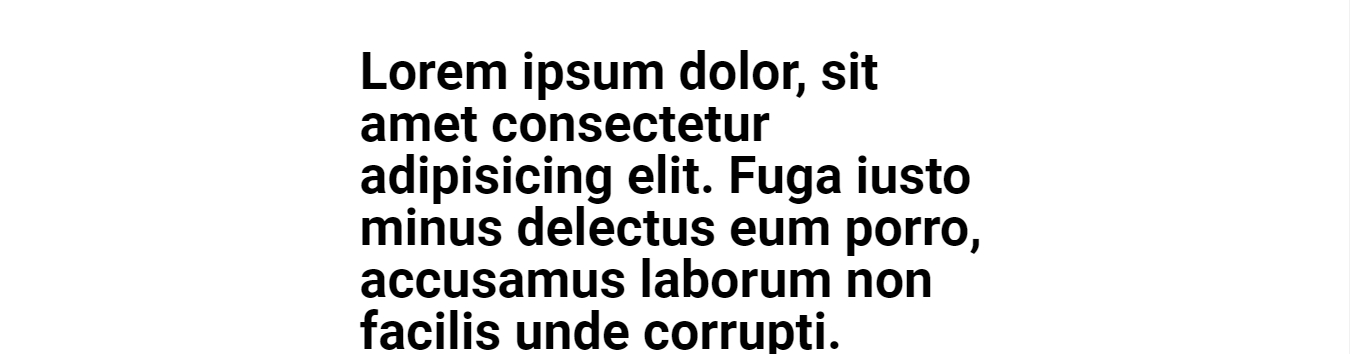 Lorem ipsum dolor, sit
amet consectetur
adipisicing elit. Fuga iusto
minus delectus eum porro,
accusamus laborum non
facilis unde corrupti.